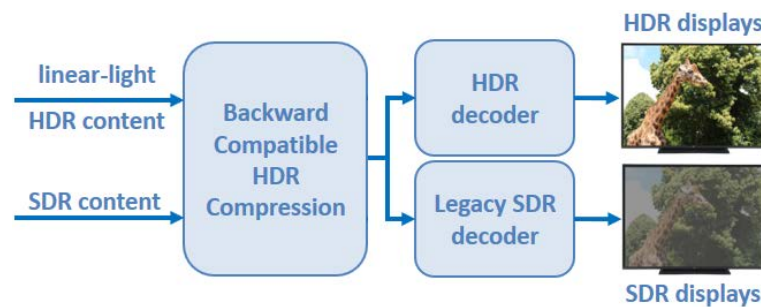 linear-light
HDR content
SDR content
Backward
Compatible
HDR
Compression
HDR
decoder
Legacy SDR
decoder
HDR displays
SDR displays